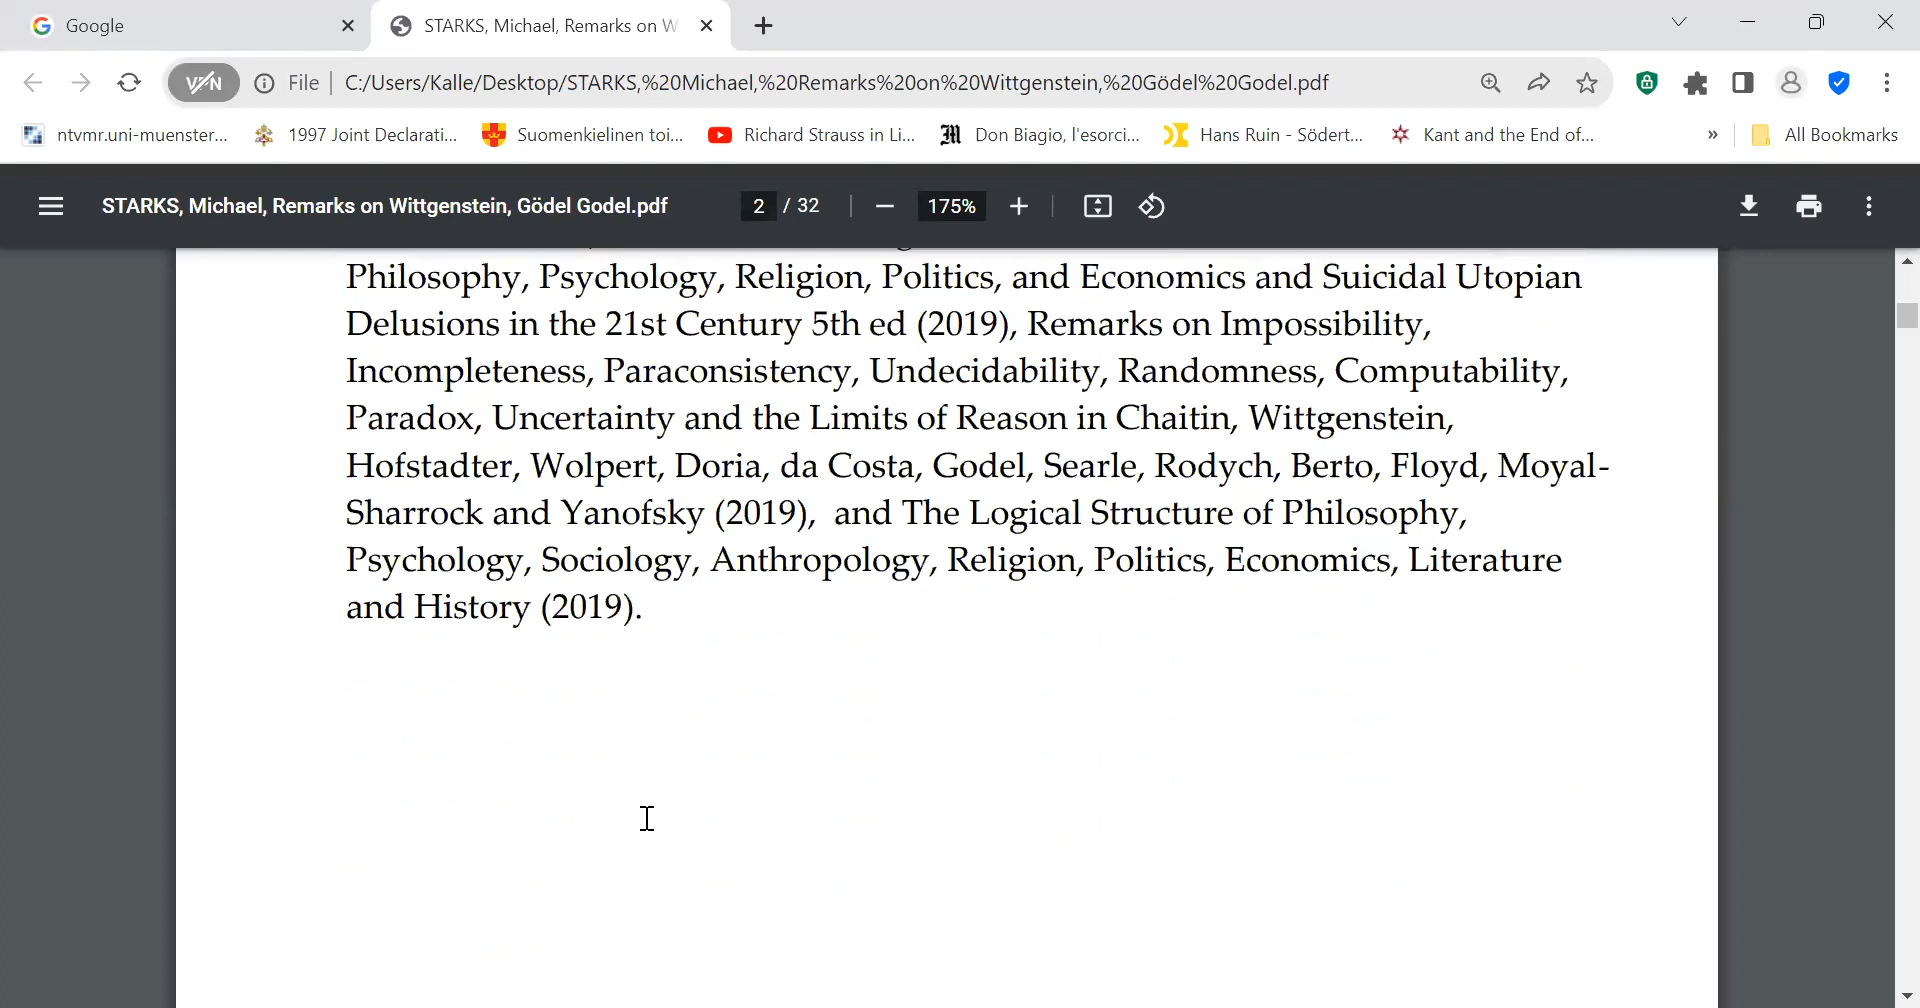 Google
STARKS, Michael, Remarks on W
VPN
File
C:/Users/Kalle/Desktop/STARKS,%20Michael,%20Remarks%20on%20Wittgenstein,%20Gödel%20Godel.pdf
ntvmr.uni-muenster...
1997 Joint Declarati...
Suomenkielinen toi...
Richard Strauss in Li...
Don Biagio, l'esorci...
Hans Ruin - Södert...
Kant and the End of...
»
All Bookmarks
STARKS, Michael, Remarks on Wittgenstein, Gödel Godel.pdf
2 / 32
175%
Philosophy, Psychology, Religion, Politics, and Economics and Suicidal Utopian
Delusions in the 21st Century 5th ed (2019), Remarks on Impossibility,
Incompleteness, Paraconsistency, Undecidability, Randomness, Computability,
Paradox, Uncertainty and the Limits of Reason in Chaitin, Wittgenstein,
Hofstadter, Wolpert, Doria, da Costa, Godel, Searle, Rodych, Berto, Floyd, Moyal-
Sharrock and Yanofsky (2019),  and The Logical Structure of Philosophy,
Psychology, Sociology, Anthropology, Religion, Politics, Economics, Literature
and History (2019).